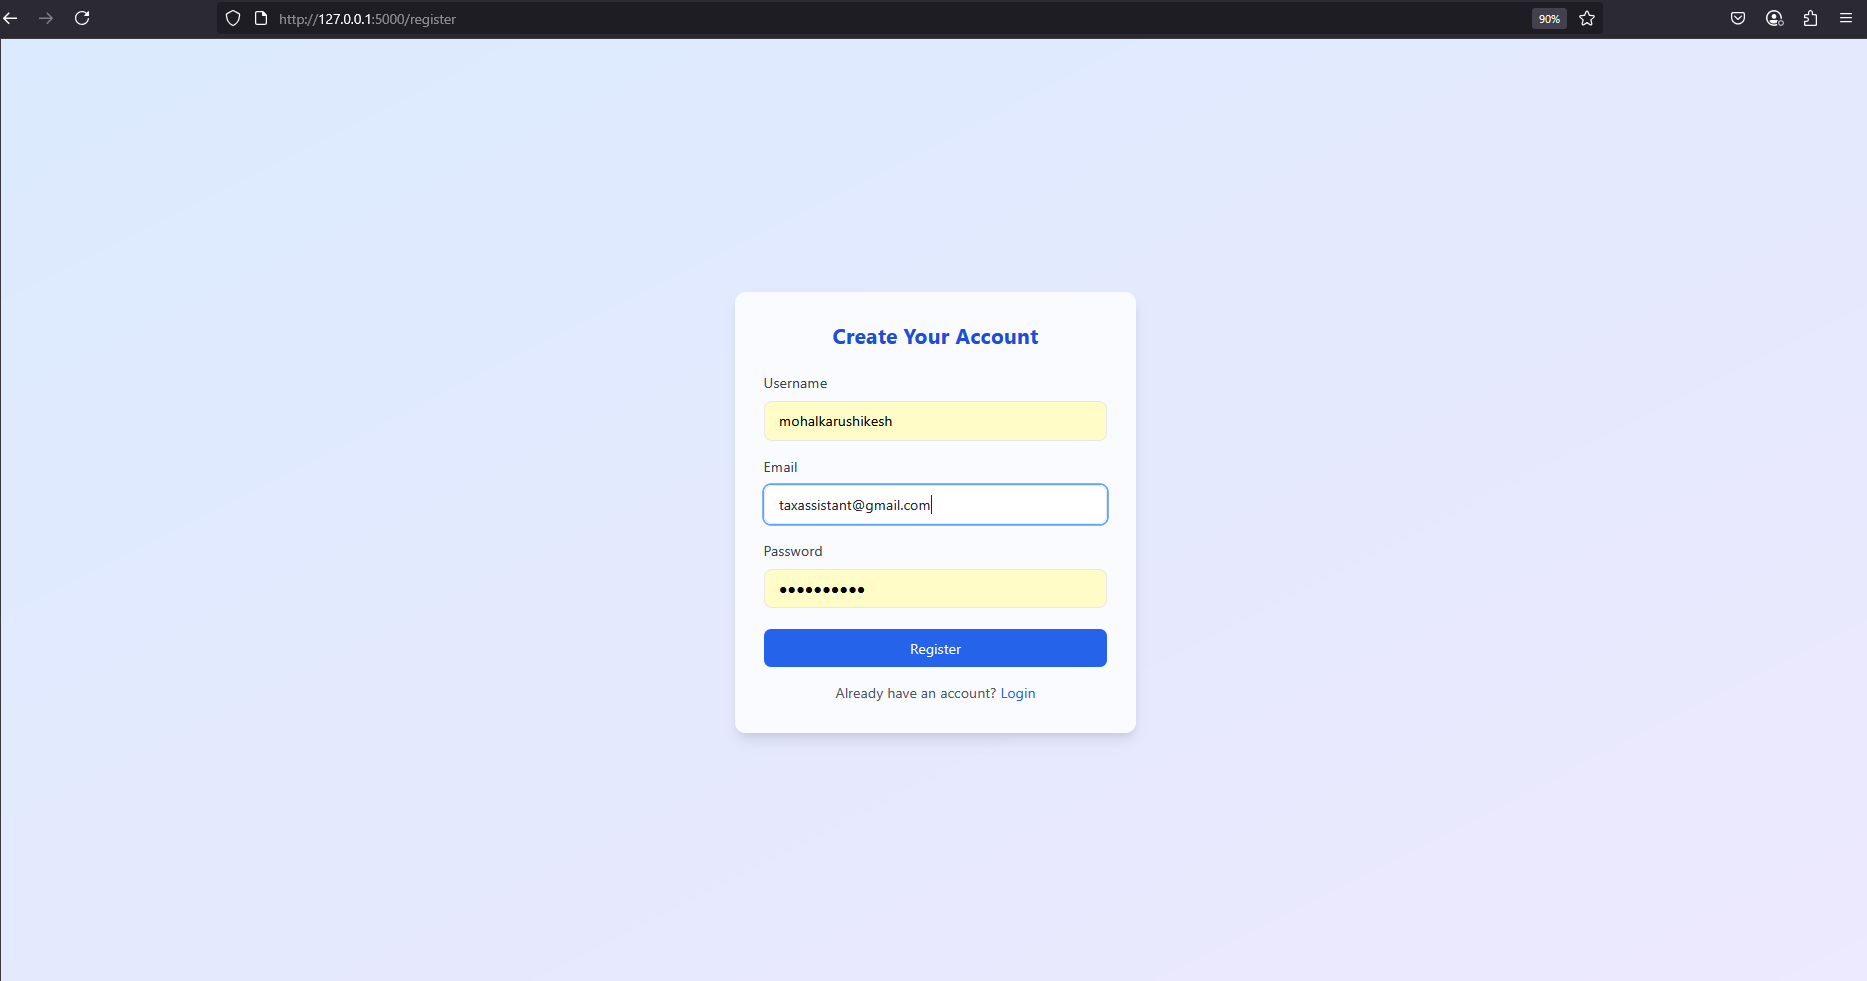 http://127.0.0.1:5000/register
90%
Create Your Account
Username
mohalkarushikesh
Email
taxassistant@gmail.com
Password
●●●●●●●●●●
Register
Already have an account? Login